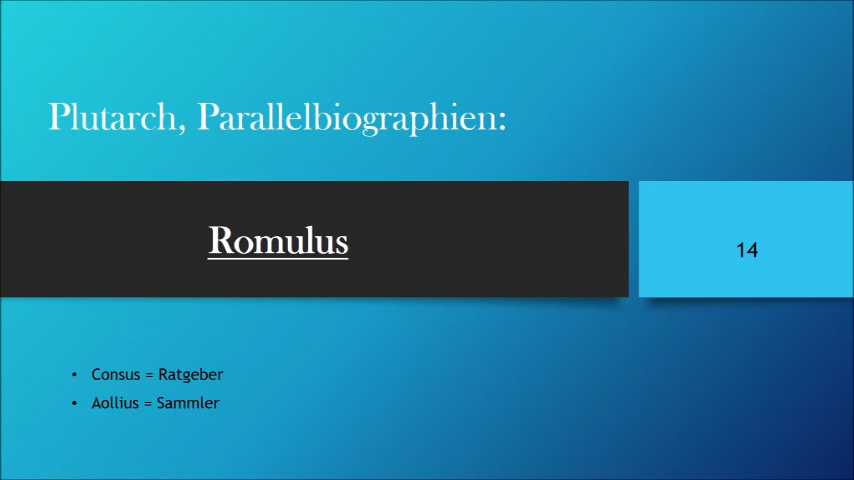 Plutarch, Parallelbiographien:
Romulus
14
• Consus = Ratgeber
• Aollius = Sammler